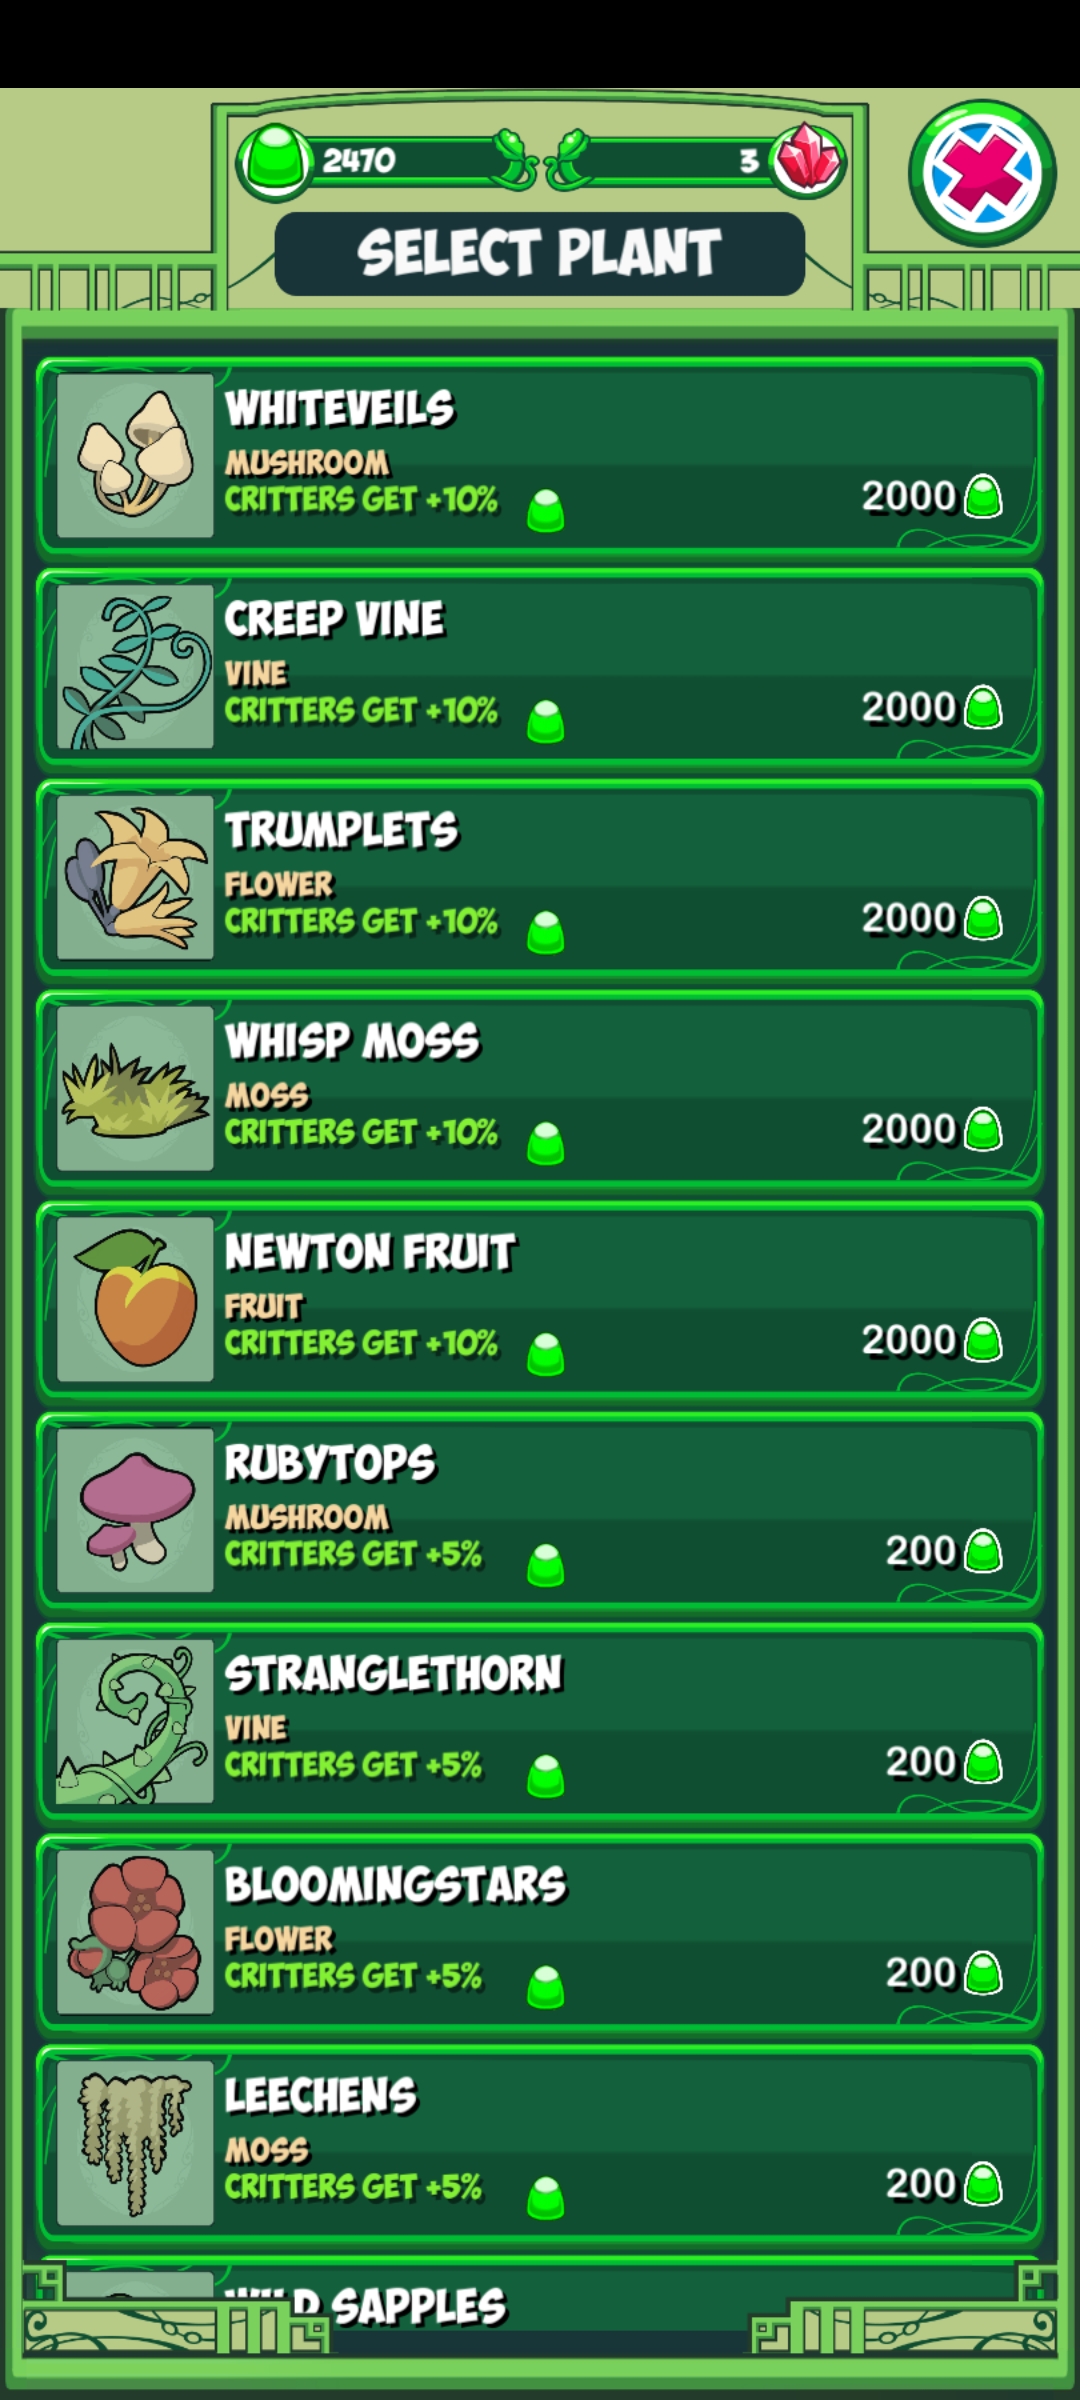 2470
3
SELECT PLANT
WHITEVEILS
MUSHROOM
CRITTERS GET +10%
2000
CREEP VINE
VINE
CRITTERS GET +10%
2000
TRUMPLETS
FLOWER
CRITTERS GET +10%
2000
WHISP MOSS
MOSS
CRITTERS GET +10%
2000
NEWTON FRUIT
FRUIT
CRITTERS GET +10%
2000
RUBYTOPS
MUSHROOM
CRITTERS GET +5%
200
STRANGLETHORN
VINE
CRITTERS GET +5%
200
BLOOMINGSTARS
FLOWER
CRITTERS GET +5%
200
LEECHENS
MOSS
CRITTERS GET +5%
200
WILD SAPPLES